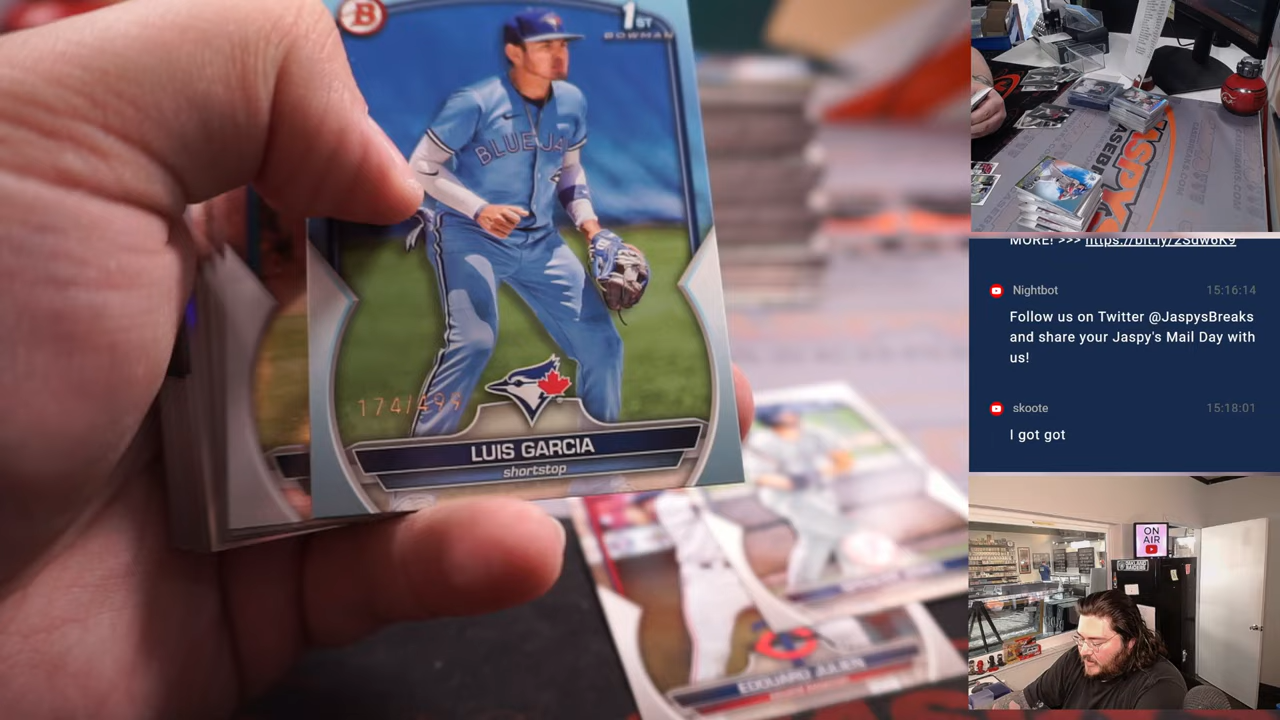 B
1ST
BOWMAN
BLUE JA
174/499
LUIS GARCIA
shortstop
EDOUARD JULIEN
MORE! >>> https://bit.ly/2Sdw6K9
Nightbot 15:16:14
Follow us on Twitter @JaspysBreaks
and share your Jaspy's Mail Day with
us!
skoote 15:18:01
I got got
ON
AIR